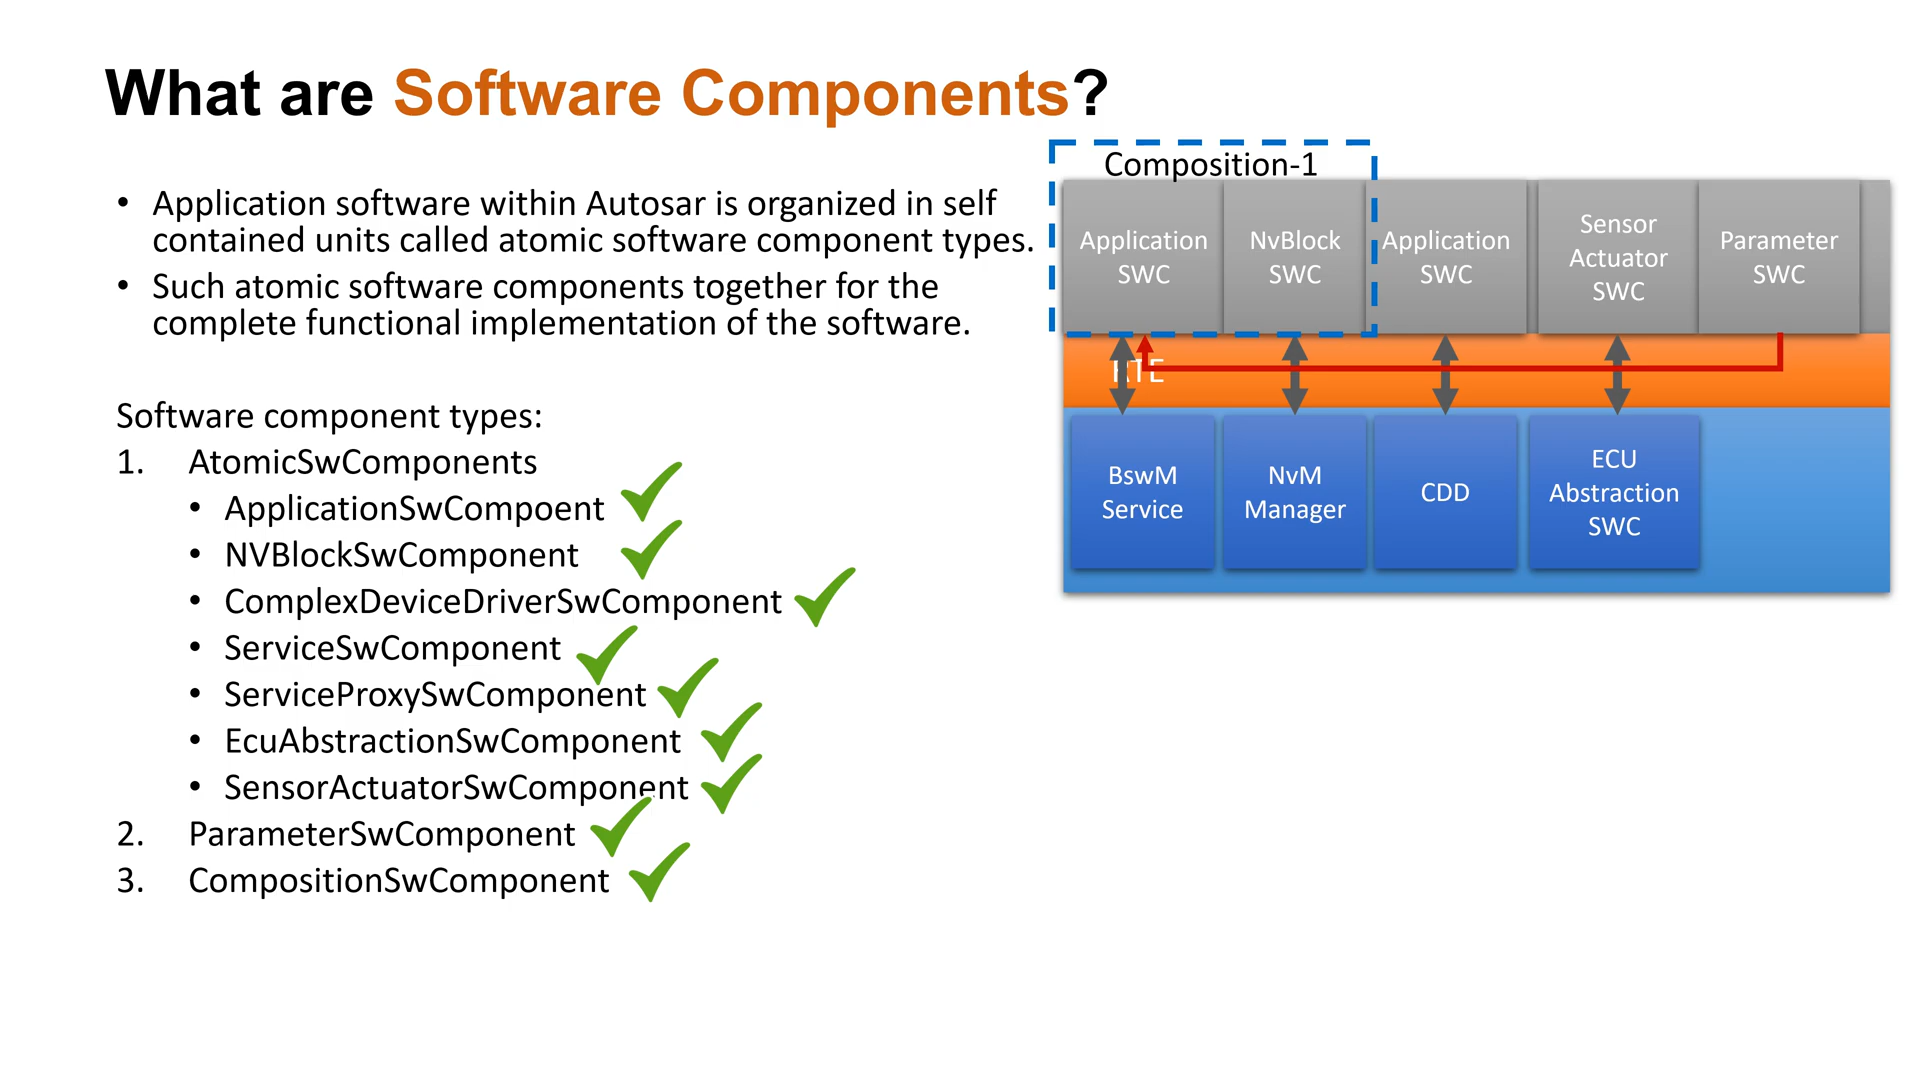 What are Software Components?
• Application software within Autosar is organized in self
contained units called atomic software component types.
• Such atomic software components together for the
complete functional implementation of the software.
Software component types:
1. AtomicSwComponents
• ApplicationSwCompoent
• NVBlockSwComponent
• ComplexDeviceDriverSwComponent
• ServiceSwComponent
• ServiceProxySwComponent
• EcuAbstractionSwComponent
• SensorActuatorSwComponent
2. ParameterSwComponent
3. CompositionSwComponent
Composition-1
Application
SWC
NvBlock
SWC
Application
SWC
Sensor
Actuator
SWC
Parameter
SWC
RTE
BswM
Service
NvM
Manager
CDD
ECU
Abstraction
SWC